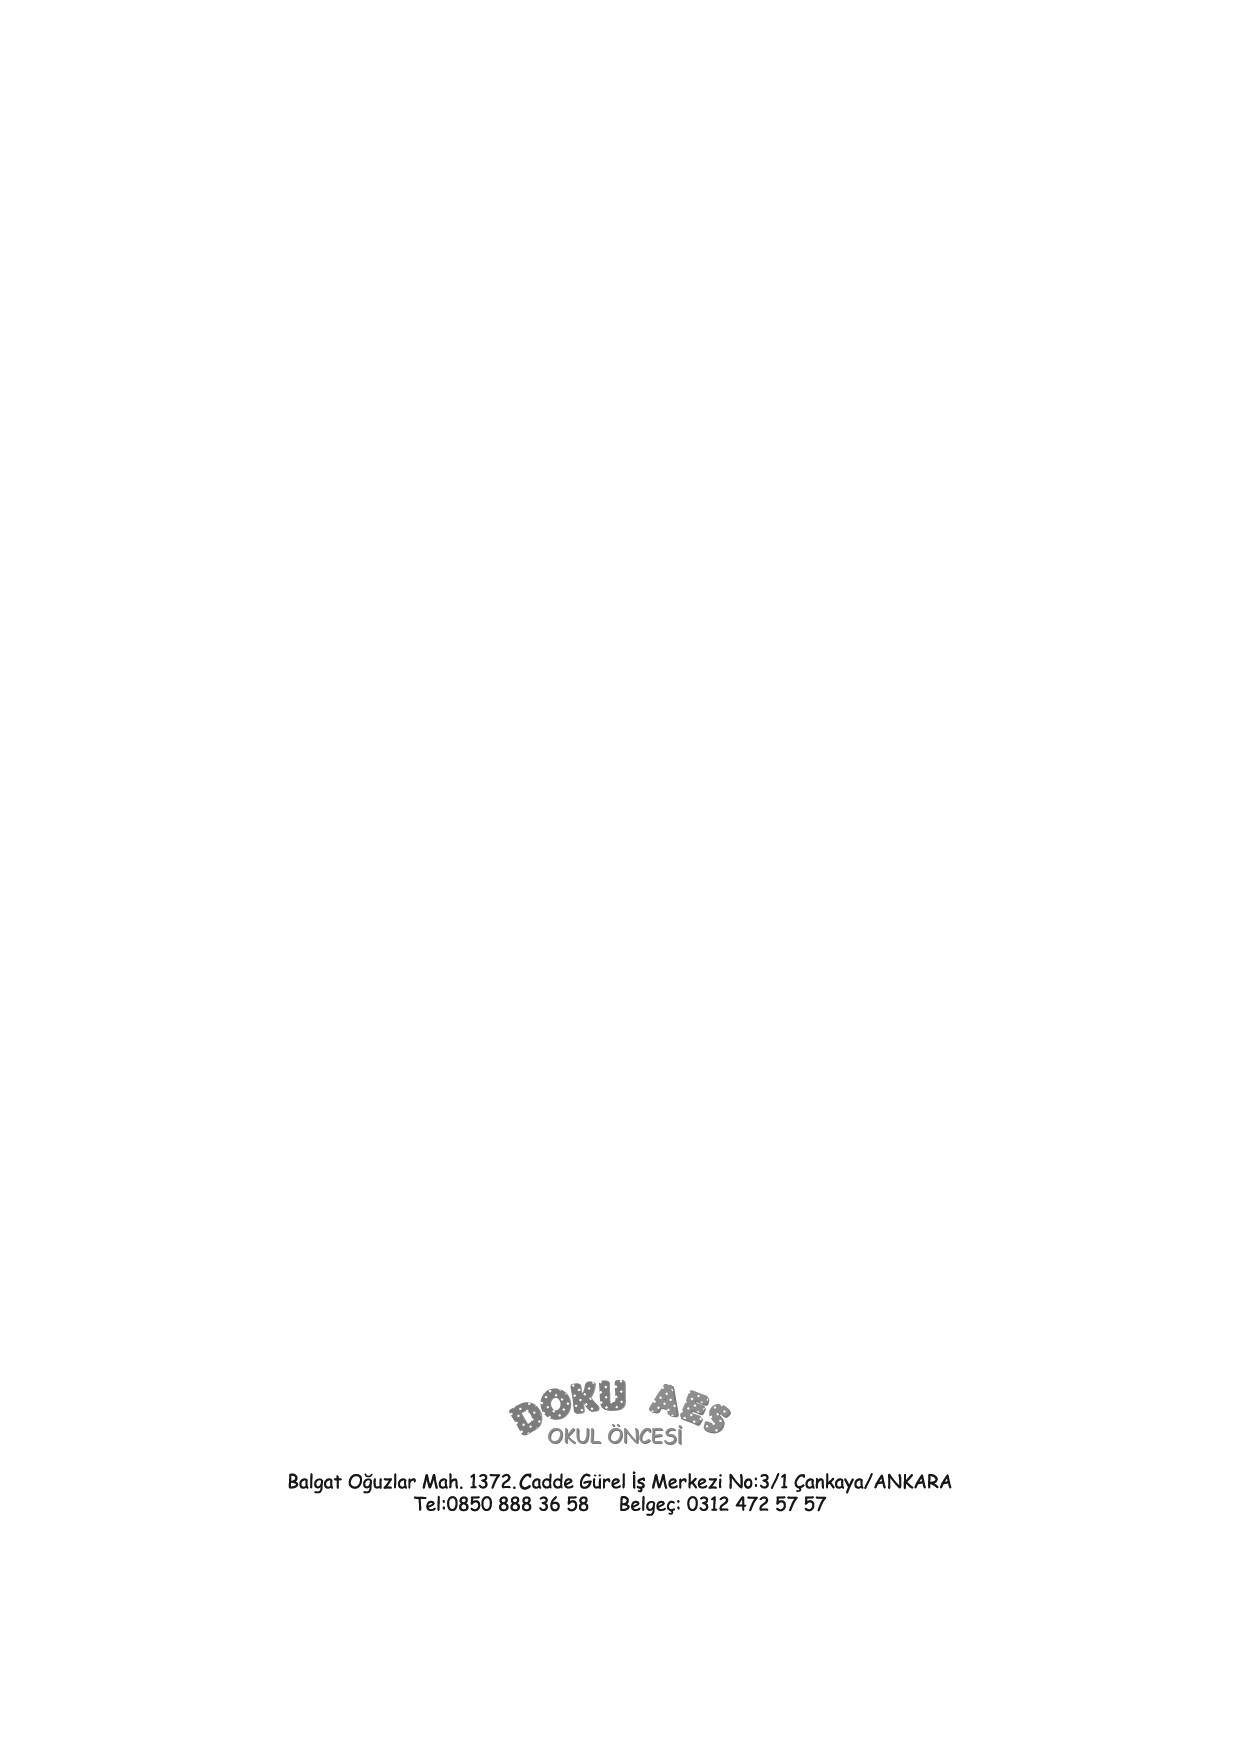 DOKU AES
OKUL ÖNCESİ
Balgat Oğuzlar Mah. 1372.Cadde Gürel İş Merkezi No:3/1 Çankaya/ANKARA
Tel:0850 888 36 58 Belgeç: 0312 472 57 57